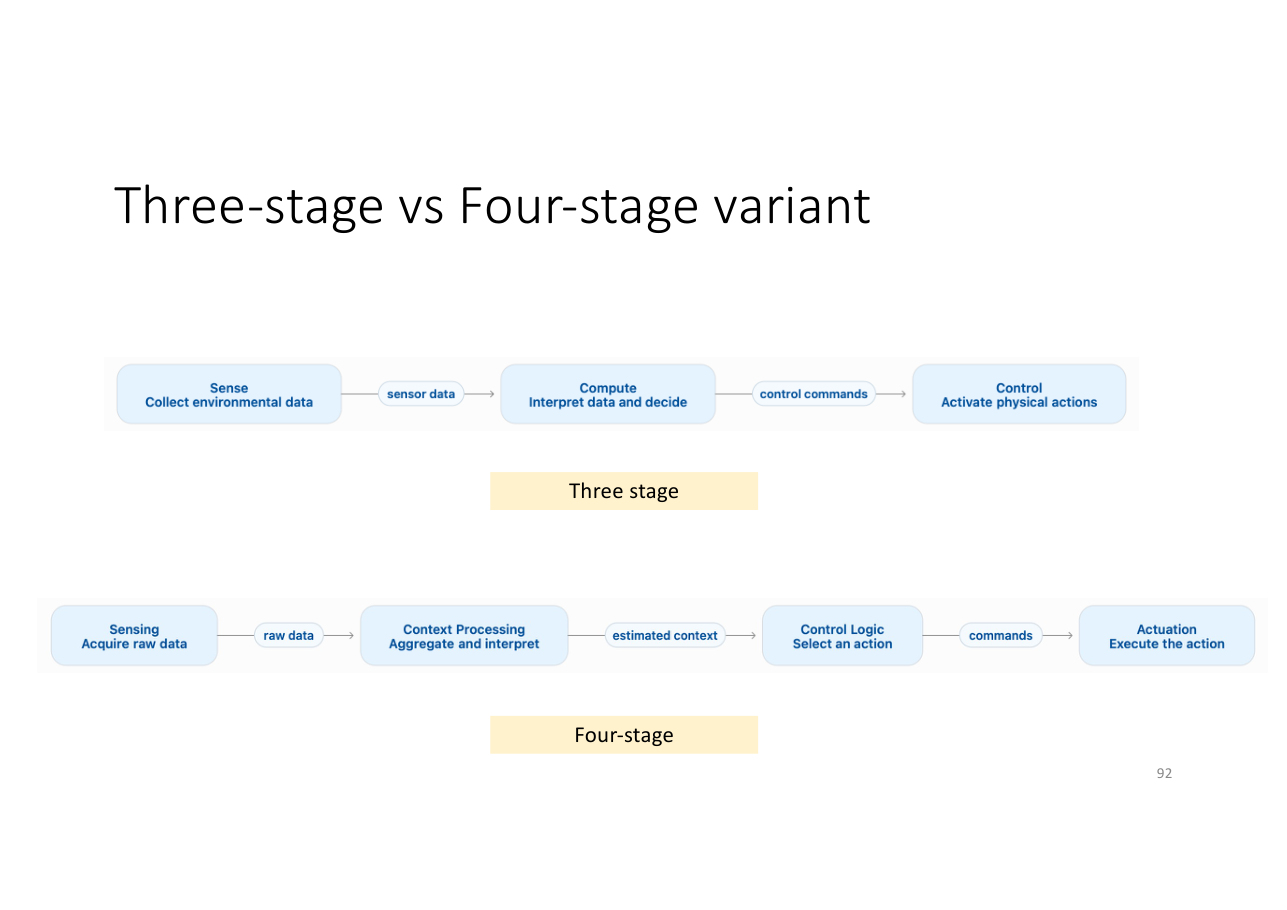 Three-stage vs Four-stage variant
Sense
Collect environmental data
sensor data
Compute
Interpret data and decide
control commands
Control
Activate physical actions
Three stage
Sensing
Acquire raw data
raw data
Context Processing
Aggregate and interpret
estimated context
Control Logic
Select an action
commands
Actuation
Execute the action
Four-stage
92